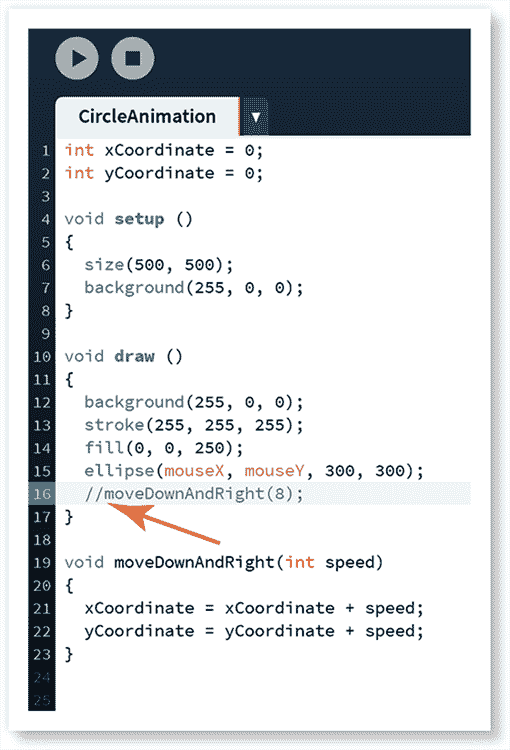 CircleAnimation
1 int xCoordinate = 0;
2 int yCoordinate = 0;
3
4 void setup ()
5 {
6 size(500, 500);
7 background(255, 0, 0);
8 }
9
10 void draw ()
11 {
12 background(255, 0, 0);
13 stroke(255, 255, 255);
14 fill(0, 0, 250);
15 ellipse(mouseX, mouseY, 300, 300);
16 //moveDownAndRight(8);
17 }
18
19 void moveDownAndRight(int speed)
20 {
21 xCoordinate = xCoordinate + speed;
22 yCoordinate = yCoordinate + speed;
23 }
24
25